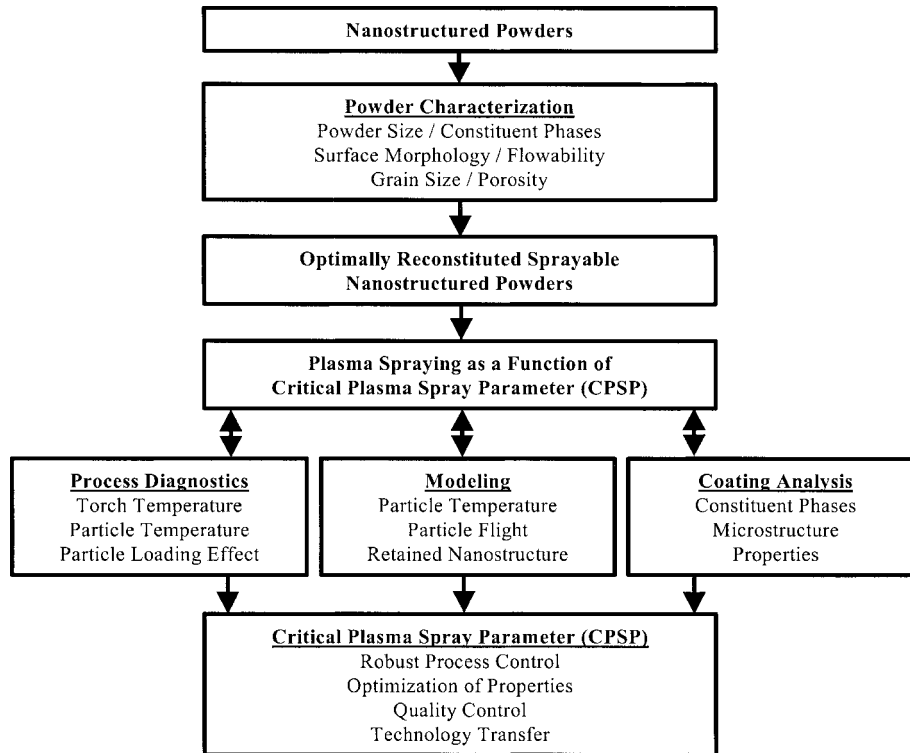 Nanostructured Powders
Powder Characterization
Powder Size / Constituent Phases
Surface Morphology / Flowability
Grain Size / Porosity
Optimally Reconstituted Sprayable
Nanostructured Powders
Plasma Spraying as a Function of
Critical Plasma Spray Parameter (CPSP)
Process Diagnostics
Torch Temperature
Particle Temperature
Particle Loading Effect
Modeling
Particle Temperature
Particle Flight
Retained Nanostructure
Coating Analysis
Constituent Phases
Microstructure
Properties
Critical Plasma Spray Parameter (CPSP)
Robust Process Control
Optimization of Properties
Quality Control
Technology Transfer